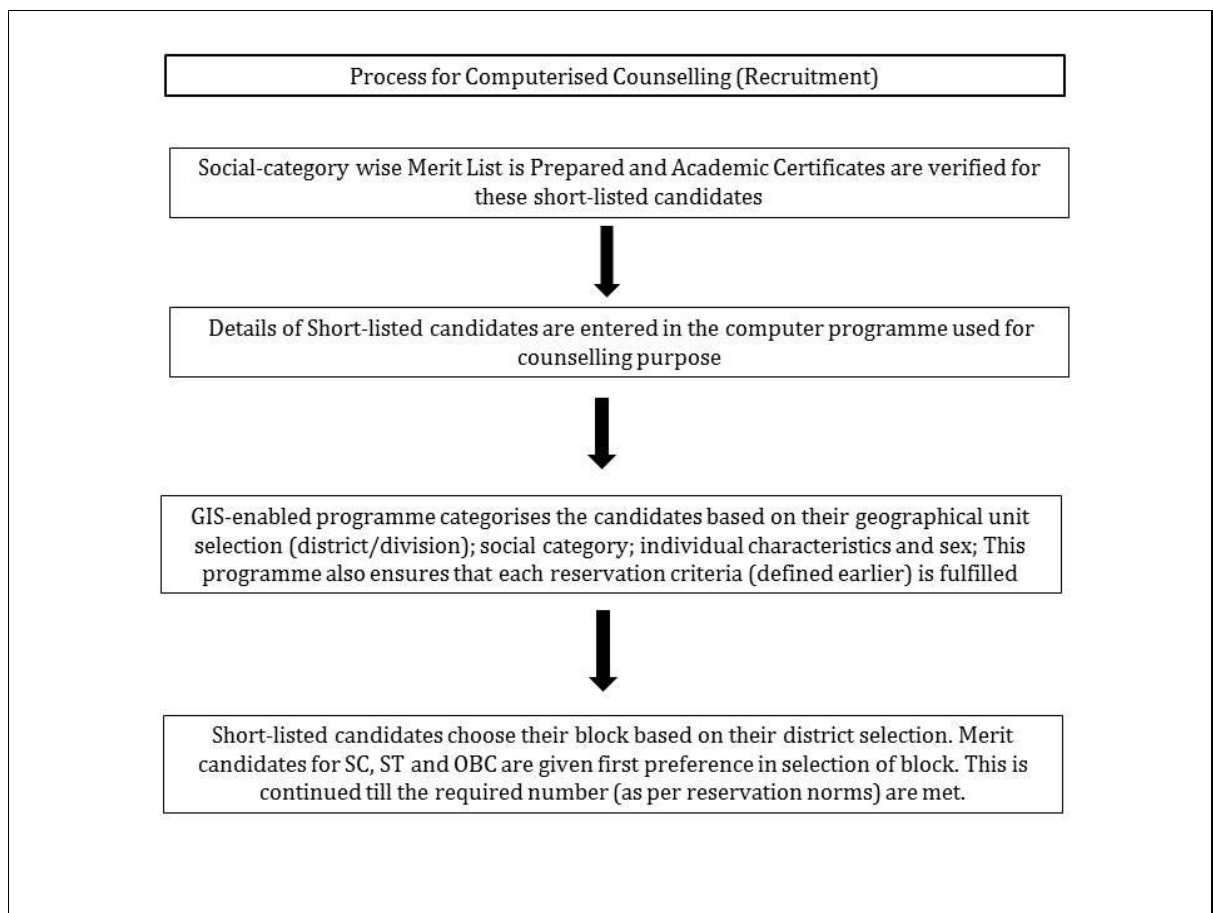 Process for Computerised Counselling (Recruitment)
Social-category wise Merit List is Prepared and Academic Certificates are verified for
these short-listed candidates
Details of Short-listed candidates are entered in the computer programme used for
counselling purpose
GIS-enabled programme categorises the candidates based on their geographical unit
selection (district/division); social category; individual characteristics and sex; This
programme also ensures that each reservation criteria (defined earlier) is fulfilled
Short-listed candidates choose their block based on their district selection. Merit
candidates for SC, ST and OBC are given first preference in selection of block. This is
continued till the required number (as per reservation norms) are met.